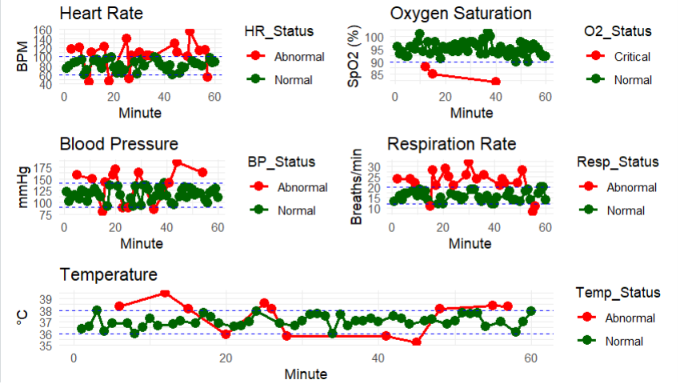 Heart Rate
BPM
160
140
120
100
80
60
40
0 20 40 60
Minute
HR_Status
Abnormal
Normal
Oxygen Saturation
SpO2 (%)
100
95
90
85
0 20 40 60
Minute
O2_Status
Critical
Normal
Blood Pressure
mmHg
175
150
125
100
75
0 20 40 60
Minute
BP_Status
Abnormal
Normal
Respiration Rate
Breaths/min
30
25
20
15
10
0 20 40 60
Minute
Resp_Status
Abnormal
Normal
Temperature
°C
39
38
37
36
35
0 20 40 60
Minute
Temp_Status
Abnormal
Normal